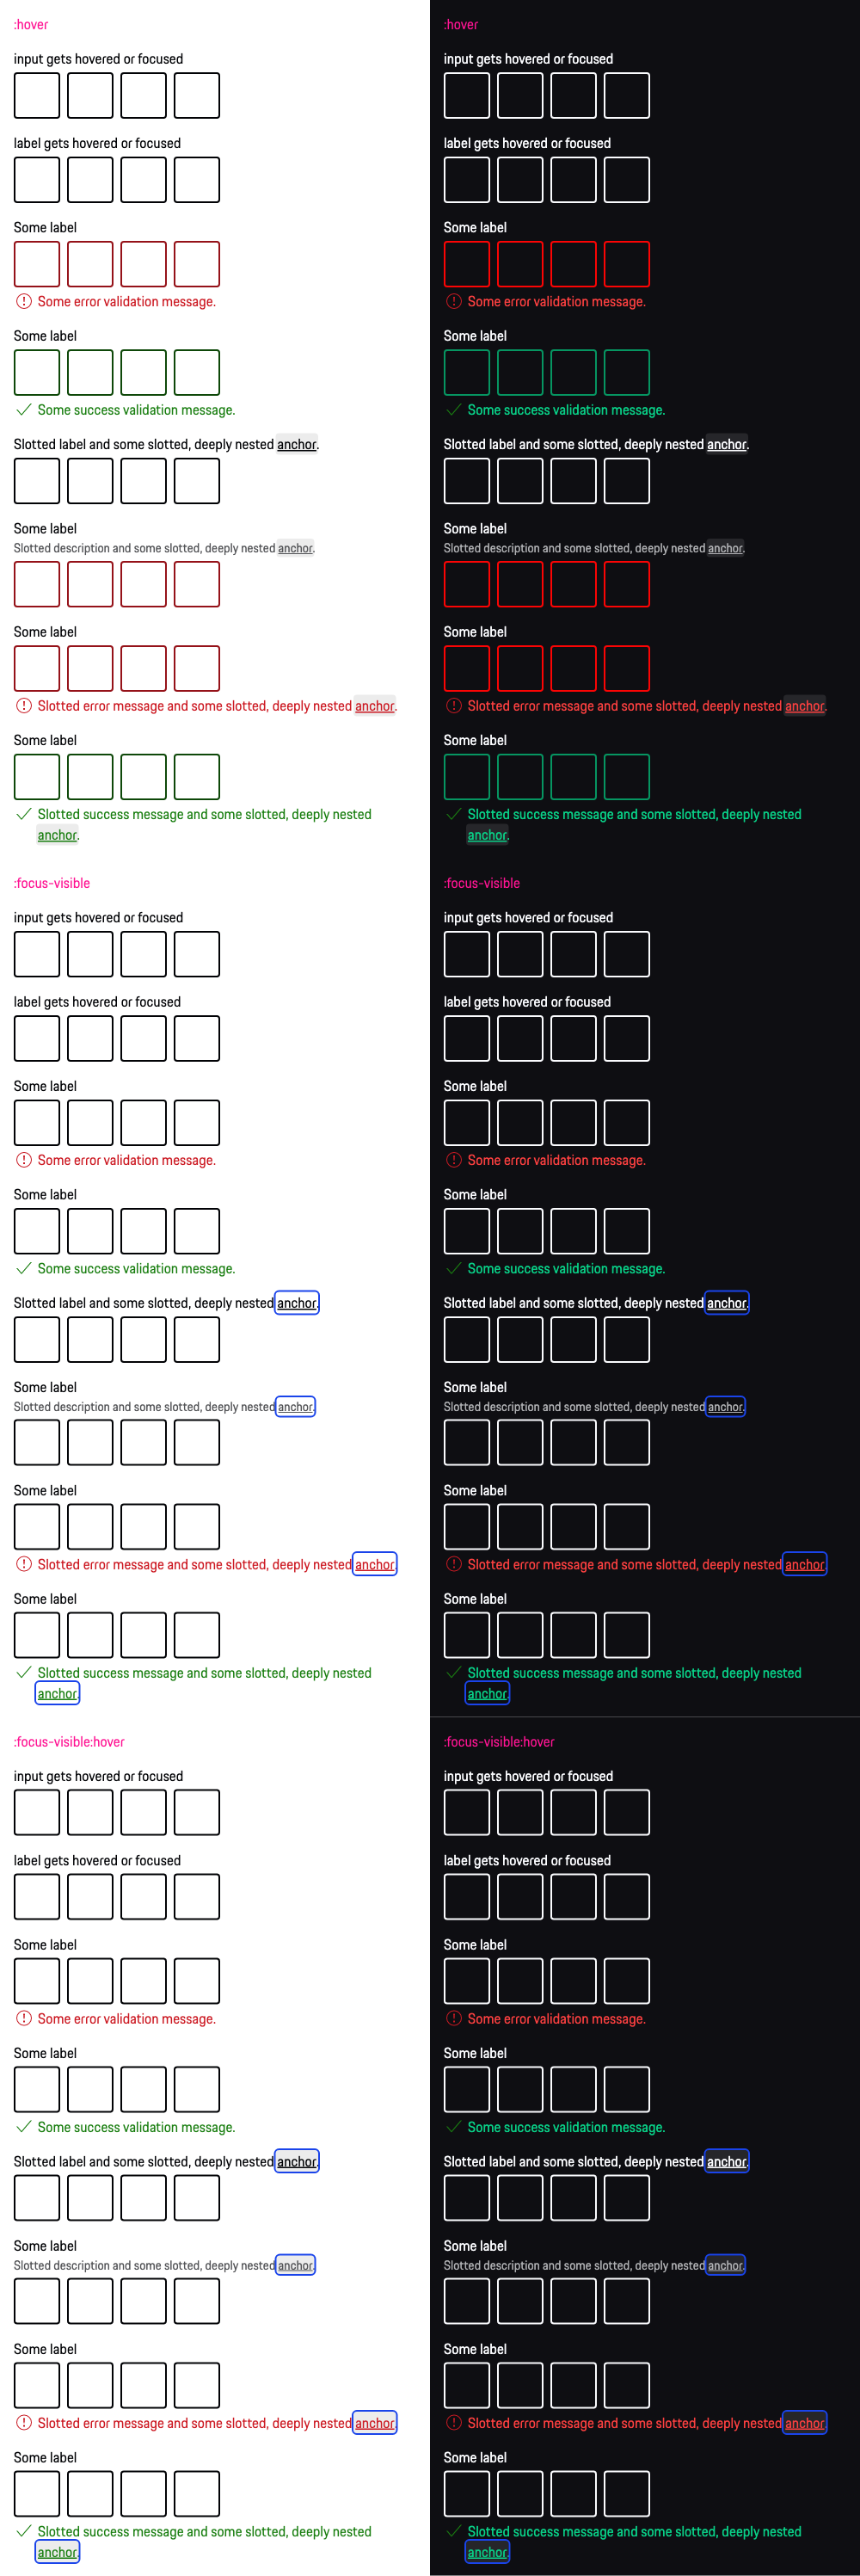 :hover
input gets hovered or focused
label gets hovered or focused
Some label
Some error validation message.
Some label
Some success validation message.
Slotted label and some slotted, deeply nested anchor.
Some label
Slotted description and some slotted, deeply nested anchor.
Some label
Slotted error message and some slotted, deeply nested anchor.
Some label
Slotted success message and some slotted, deeply nested
anchor.
:focus-visible
input gets hovered or focused
label gets hovered or focused
Some label
Some error validation message.
Some label
Some success validation message.
Slotted label and some slotted, deeply nested anchor.
Some label
Slotted description and some slotted, deeply nested anchor.
Some label
Slotted error message and some slotted, deeply nested anchor.
Some label
Slotted success message and some slotted, deeply nested
anchor.
:focus-visible:hover
input gets hovered or focused
label gets hovered or focused
Some label
Some error validation message.
Some label
Some success validation message.
Slotted label and some slotted, deeply nested anchor.
Some label
Slotted description and some slotted, deeply nested anchor.
Some label
Slotted error message and some slotted, deeply nested anchor.
Some label
Slotted success message and some slotted, deeply nested
anchor.
:hover
input gets hovered or focused
label gets hovered or focused
Some label
Some error validation message.
Some label
Some success validation message.
Slotted label and some slotted, deeply nested anchor.
Some label
Slotted description and some slotted, deeply nested anchor.
Some label
Slotted error message and some slotted, deeply nested anchor.
Some label
Slotted success message and some slotted, deeply nested
anchor.
:focus-visible
input gets hovered or focused
label gets hovered or focused
Some label
Some error validation message.
Some label
Some success validation message.
Slotted label and some slotted, deeply nested anchor.
Some label
Slotted description and some slotted, deeply nested anchor.
Some label
Slotted error message and some slotted, deeply nested anchor.
Some label
Slotted success message and some slotted, deeply nested
anchor.
:focus-visible:hover
input gets hovered or focused
label gets hovered or focused
Some label
Some error validation message.
Some label
Some success validation message.
Slotted label and some slotted, deeply nested anchor.
Some label
Slotted description and some slotted, deeply nested anchor.
Some label
Slotted error message and some slotted, deeply nested anchor.
Some label
Slotted success message and some slotted, deeply nested
anchor.